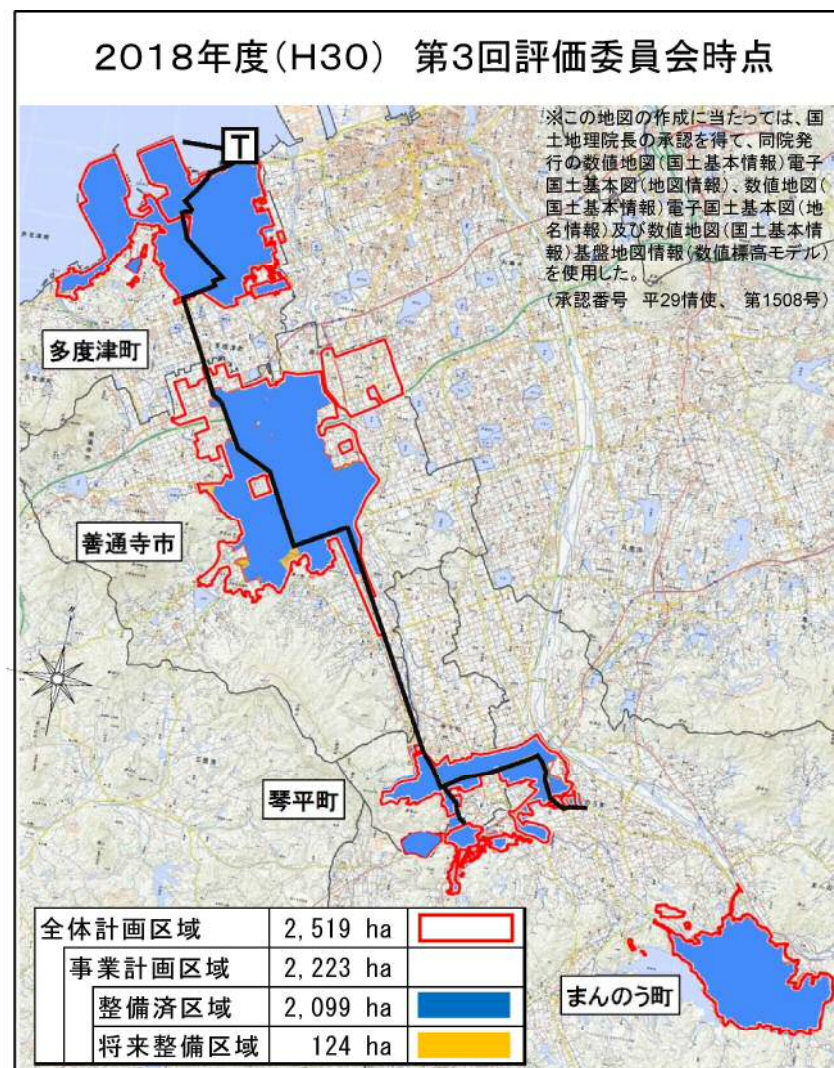 2018年度(H30) 第3回評価委員会時点
※この地図の作成に当たっては、国
土地理院長の承認を得て、同院発
行の数値地図(国土基本情報)電子
国土基本図(地図情報)、数値地図(
国土基本情報)電子国土基本図(地
名情報)及び数値地図(国土基本情
報)基盤地図情報(数値標高モデル)
を使用した。
(承認番号 平29情使、 第1508号)
T
多度津町
善通寺市
琴平町
まんのう町
全体計画区域 2,519 ha
事業計画区域 2,223 ha
整備済区域 2,099 ha
将来整備区域 124 ha